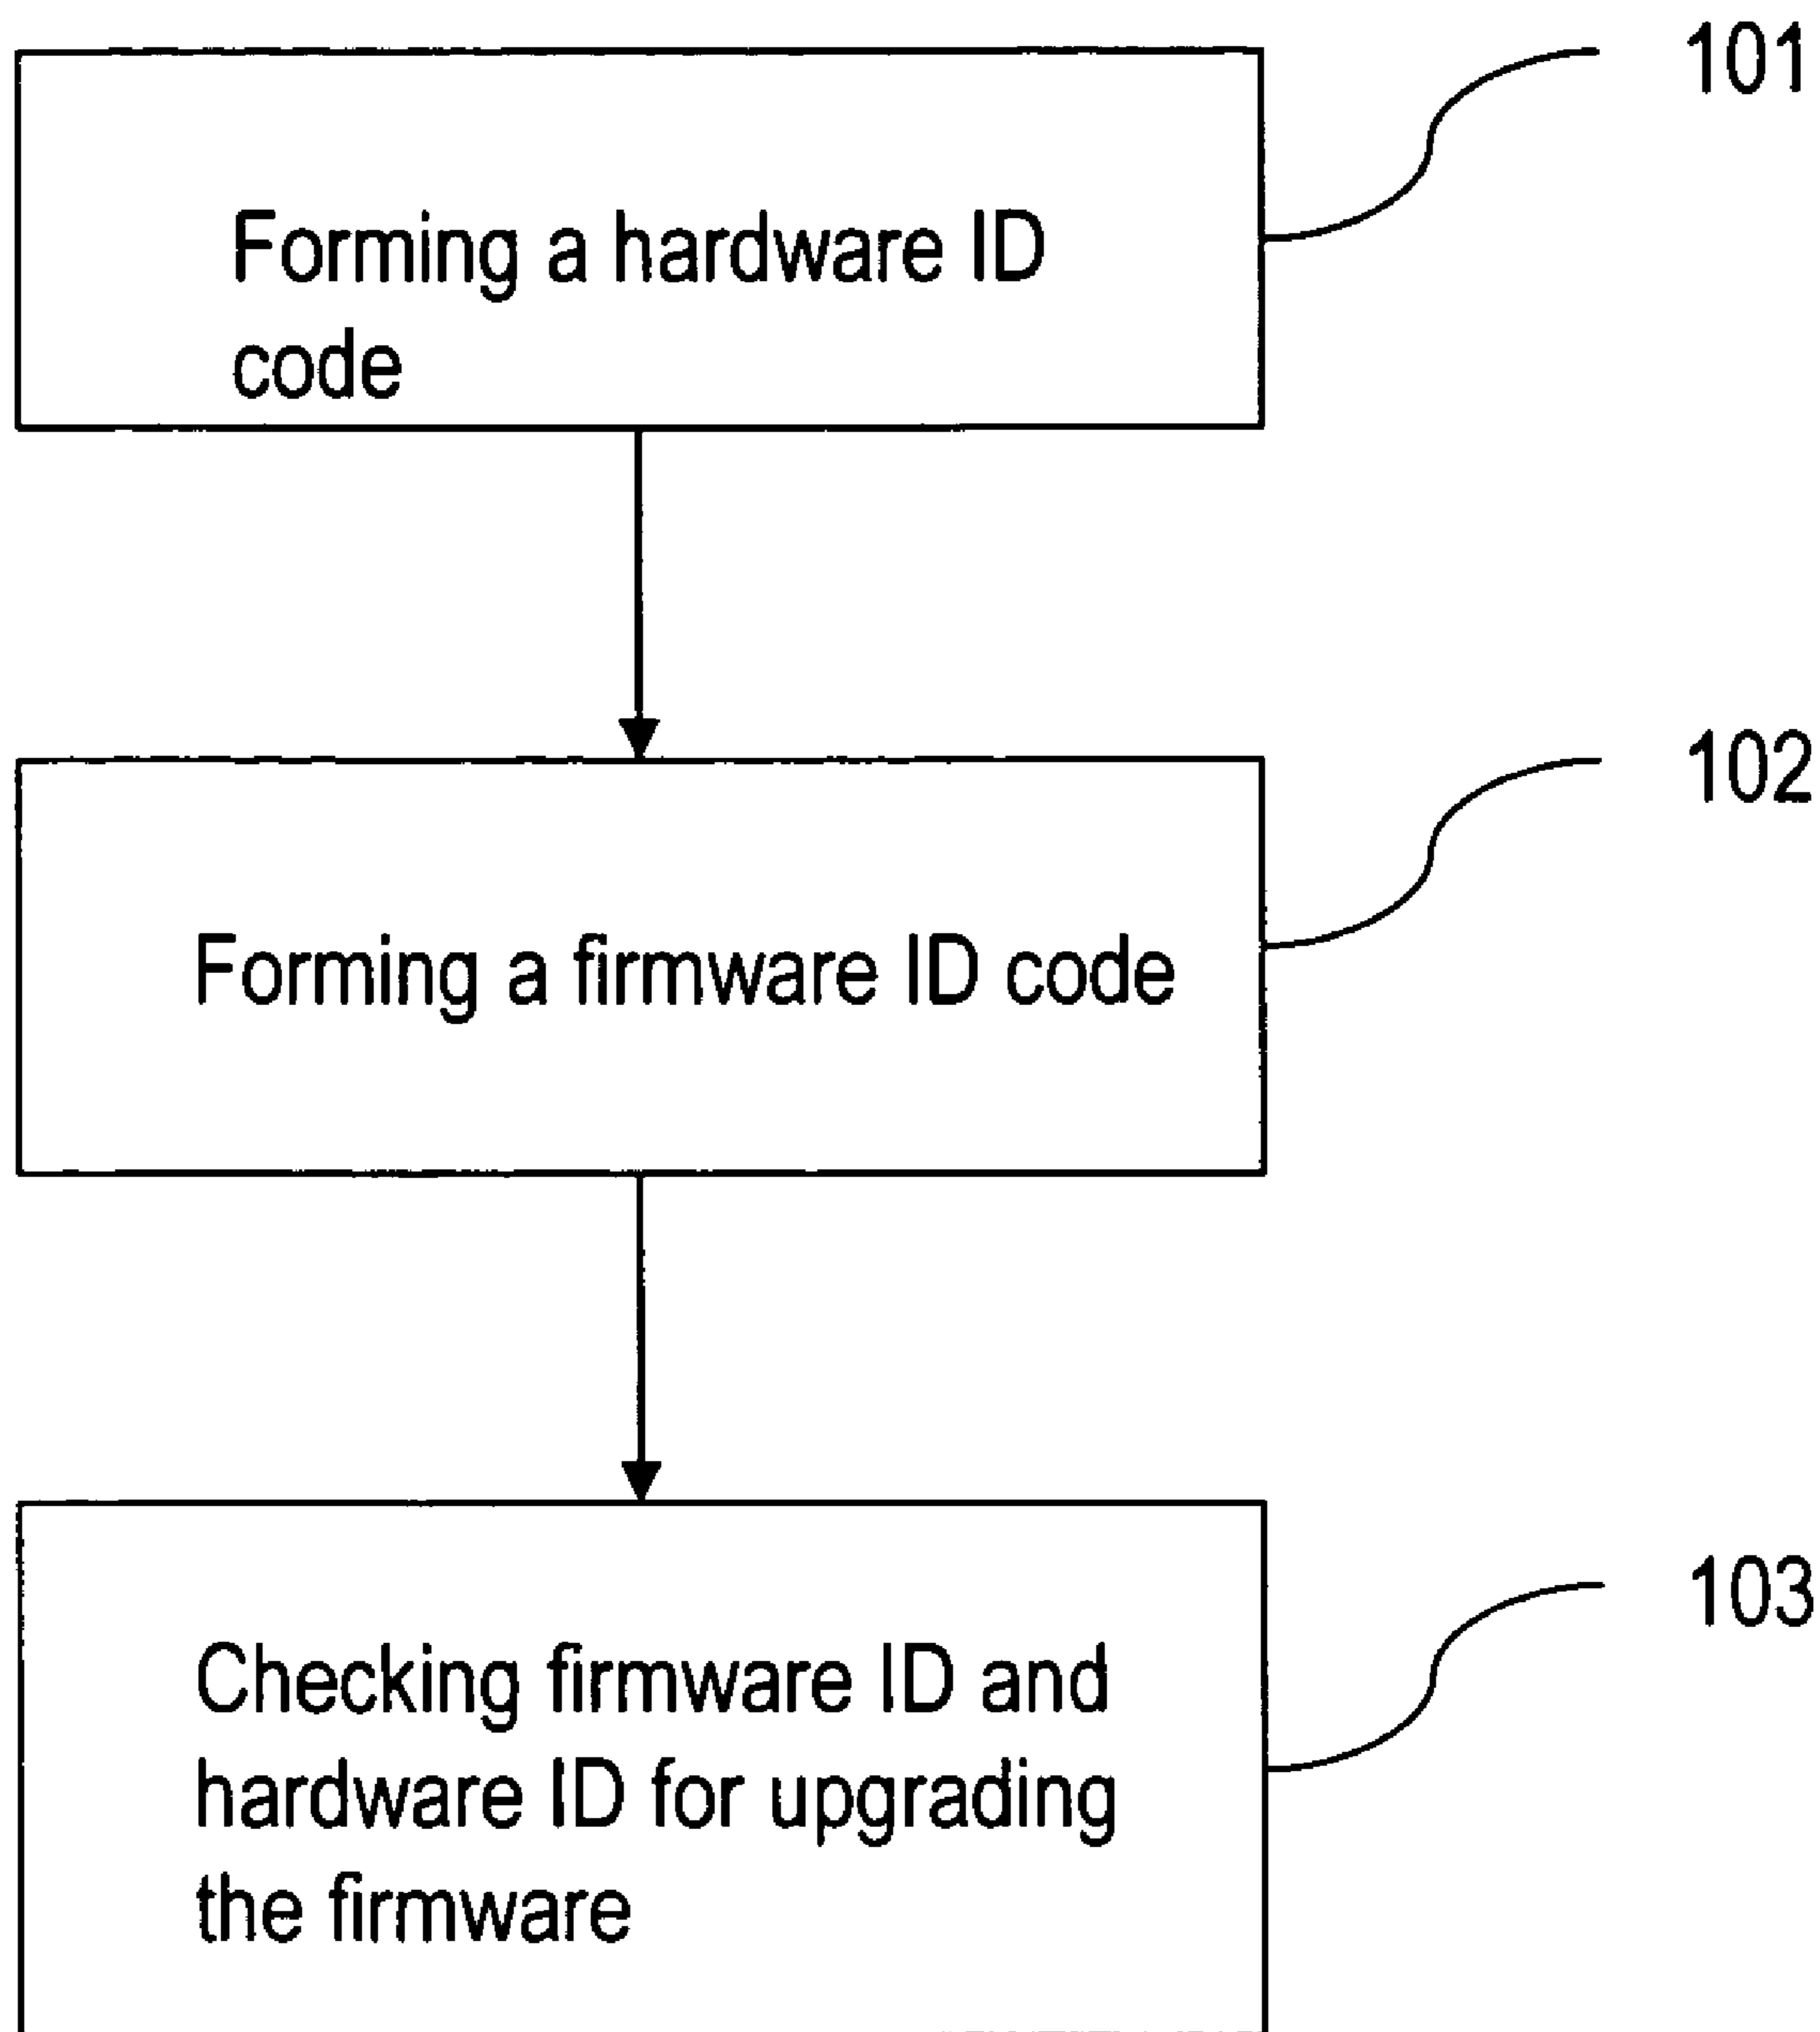 101
Forming a hardware ID
code
102
Forming a firmware ID code
103
Checking firmware ID and
hardware ID for upgrading
the firmware